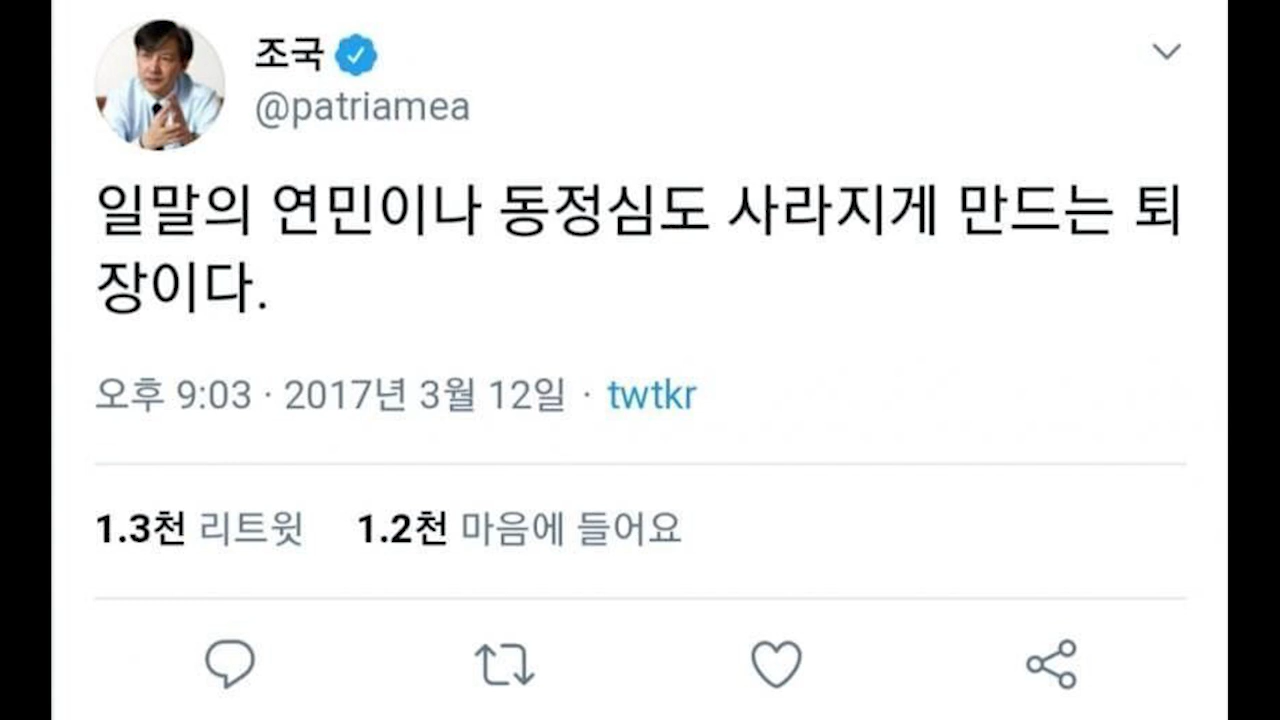 조국
@patriamea
일말의 연민이나 동정심도 사라지게 만드는 퇴
장이다.
오후 9:03 · 2017년 3월 12일 · twtkr
1.3천 리트윗 1.2천 마음에 들어요